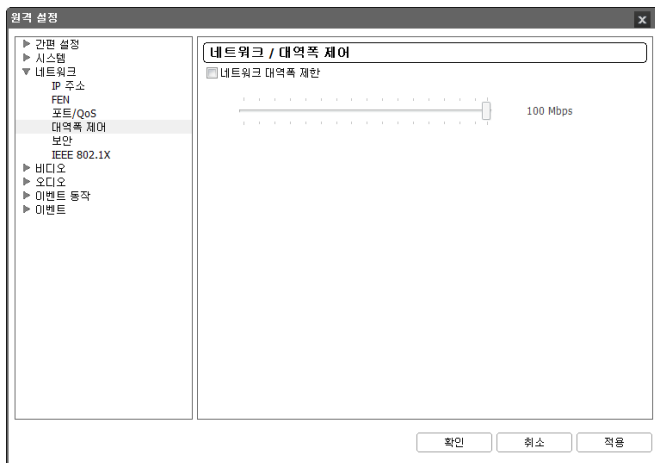 원격 설정
간편 설정
시스템
네트워크
IP 주소
FEN
포트/QoS
대역폭 제어
보안
IEEE 802.1X
비디오
오디오
이벤트 동작
이벤트
네트워크 / 대역폭 제어
네트워크 대역폭 제한
100 Mbps
확인
취소
적용